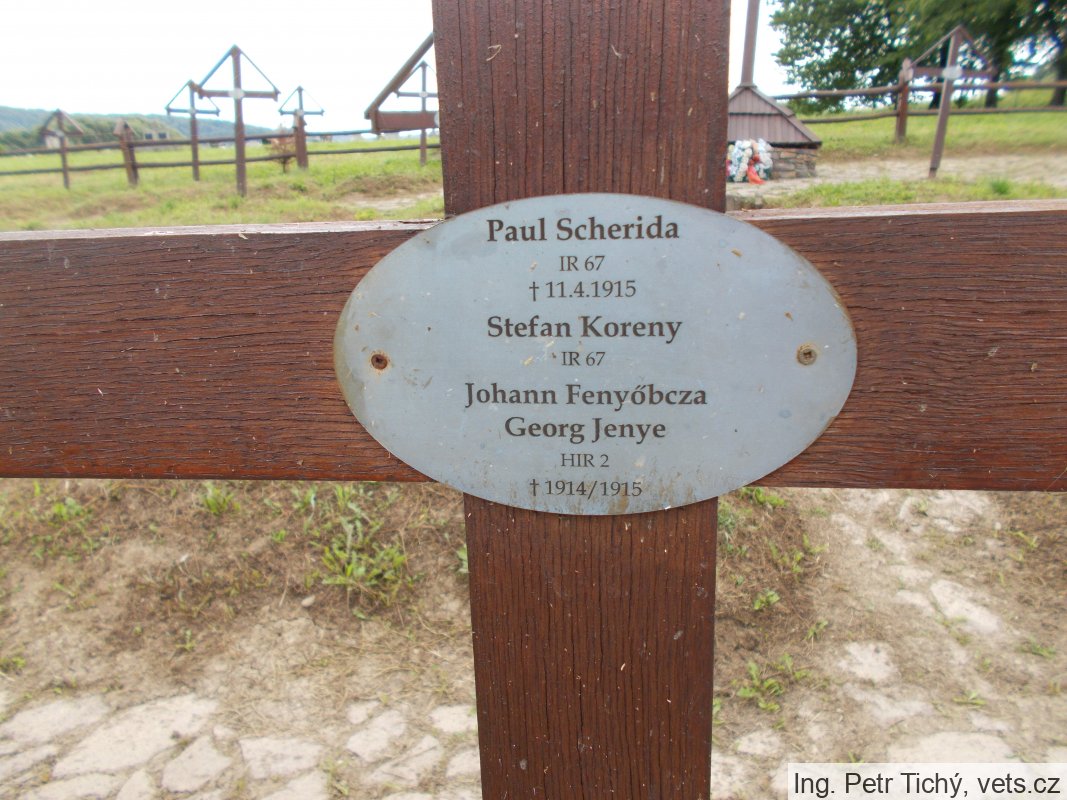 Paul Scherida
IR 67
† 11.4.1915
Stefan Koreny
IR 67
Johann Fenyőbcza
Georg Jenye
HIR 2
† 1914/1915
Ing. Petr Tichý, vets.cz